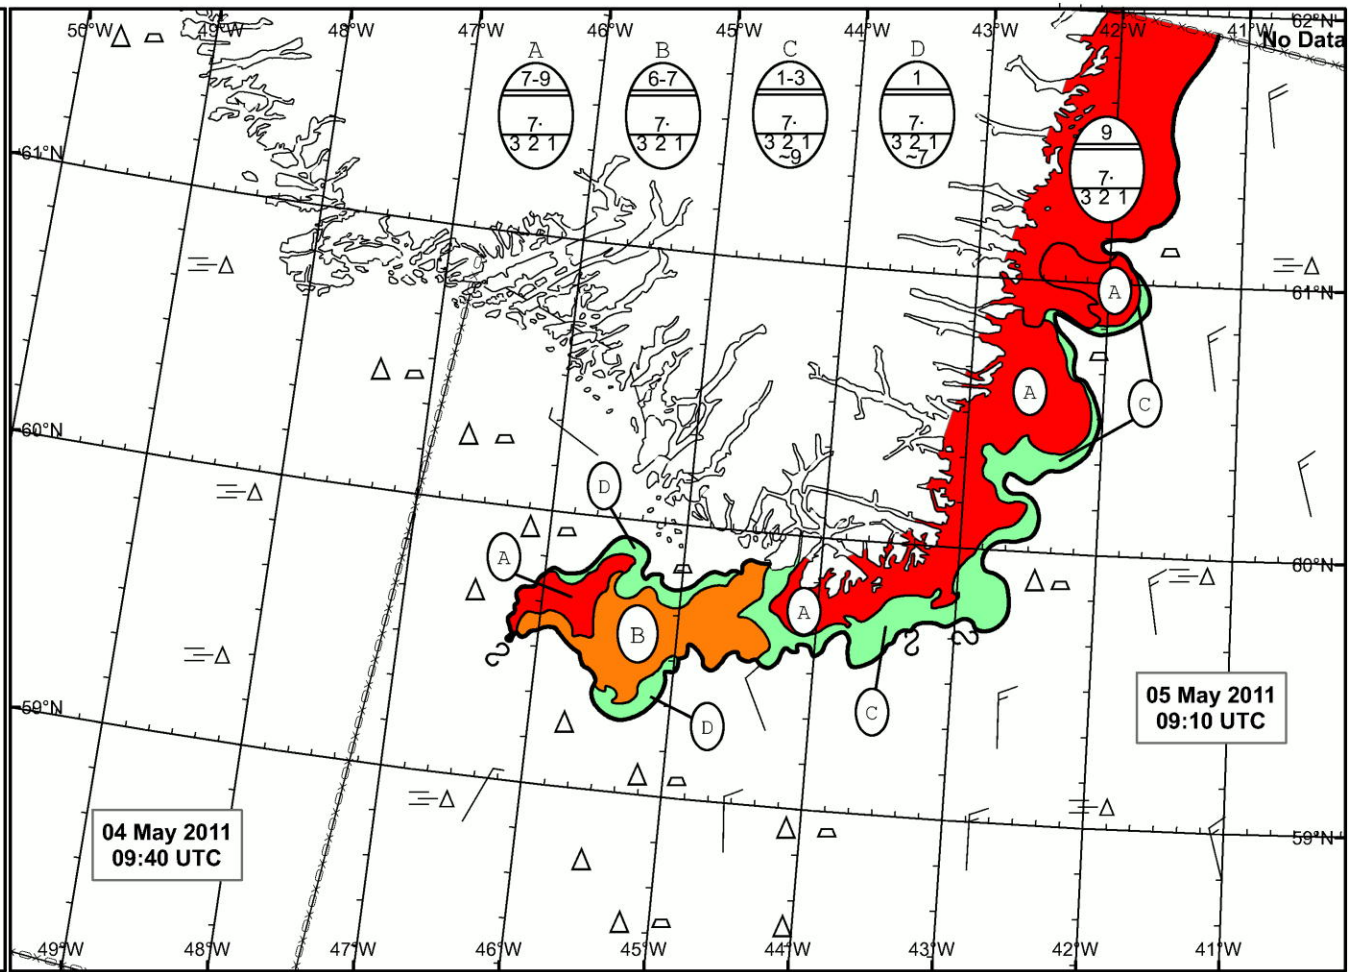 50°W 49°W 48°W 47°W 46°W 45°W 44°W 43°W 42°W 41°W 62°N
No Data
A B C D
7-9 6-7 1-3 1
7· 7· 7· 7·
3 2 1 3 2 1 3 2 1 3 2 1
~9 ~7
9
7·
3 2 1
61°N
61°N
A
A
C
60°N
D
A
60°N
A
B
59°N
D
C
05 May 2011
09:10 UTC
04 May 2011
09:40 UTC
59°N
49°W 48°W 47°W 46°W 45°W 44°W 43°W 42°W 41°W